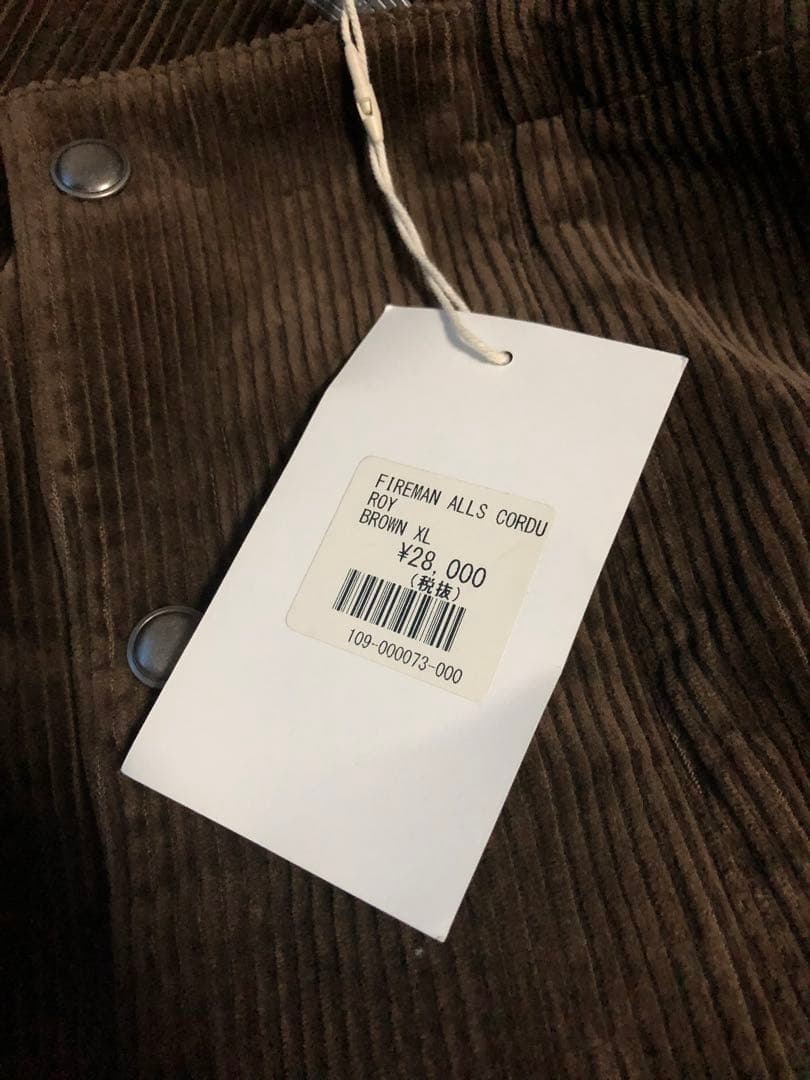 FIREMAN ALLS CORDU
ROY
BROWN XL
¥28,000
(税抜)
109-000073-000